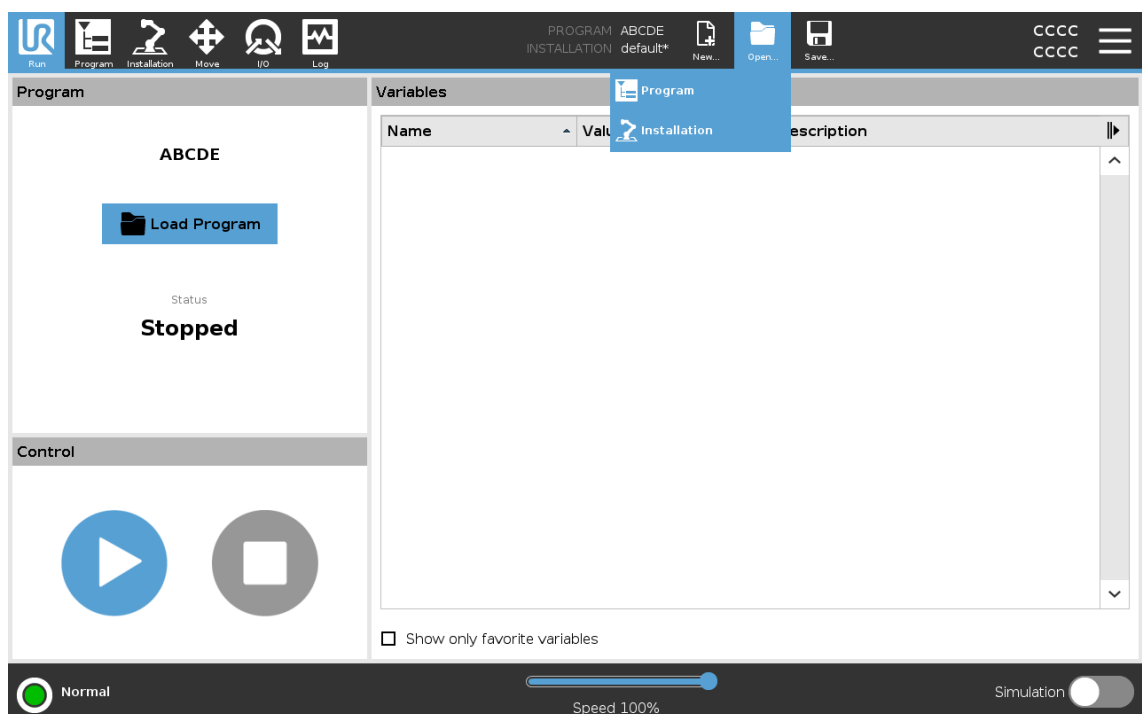 UR
Run
Program
Installation
Move
I/O
Log
PROGRAM ABCDE
INSTALLATION default*
New...
Open...
Save...
CCCC
CCCC
Program
Variables
Program
Installation
Name
Valu
escription
ABCDE
Load Program
Status
Stopped
Control
Show only favorite variables
Normal
Speed 100%
Simulation